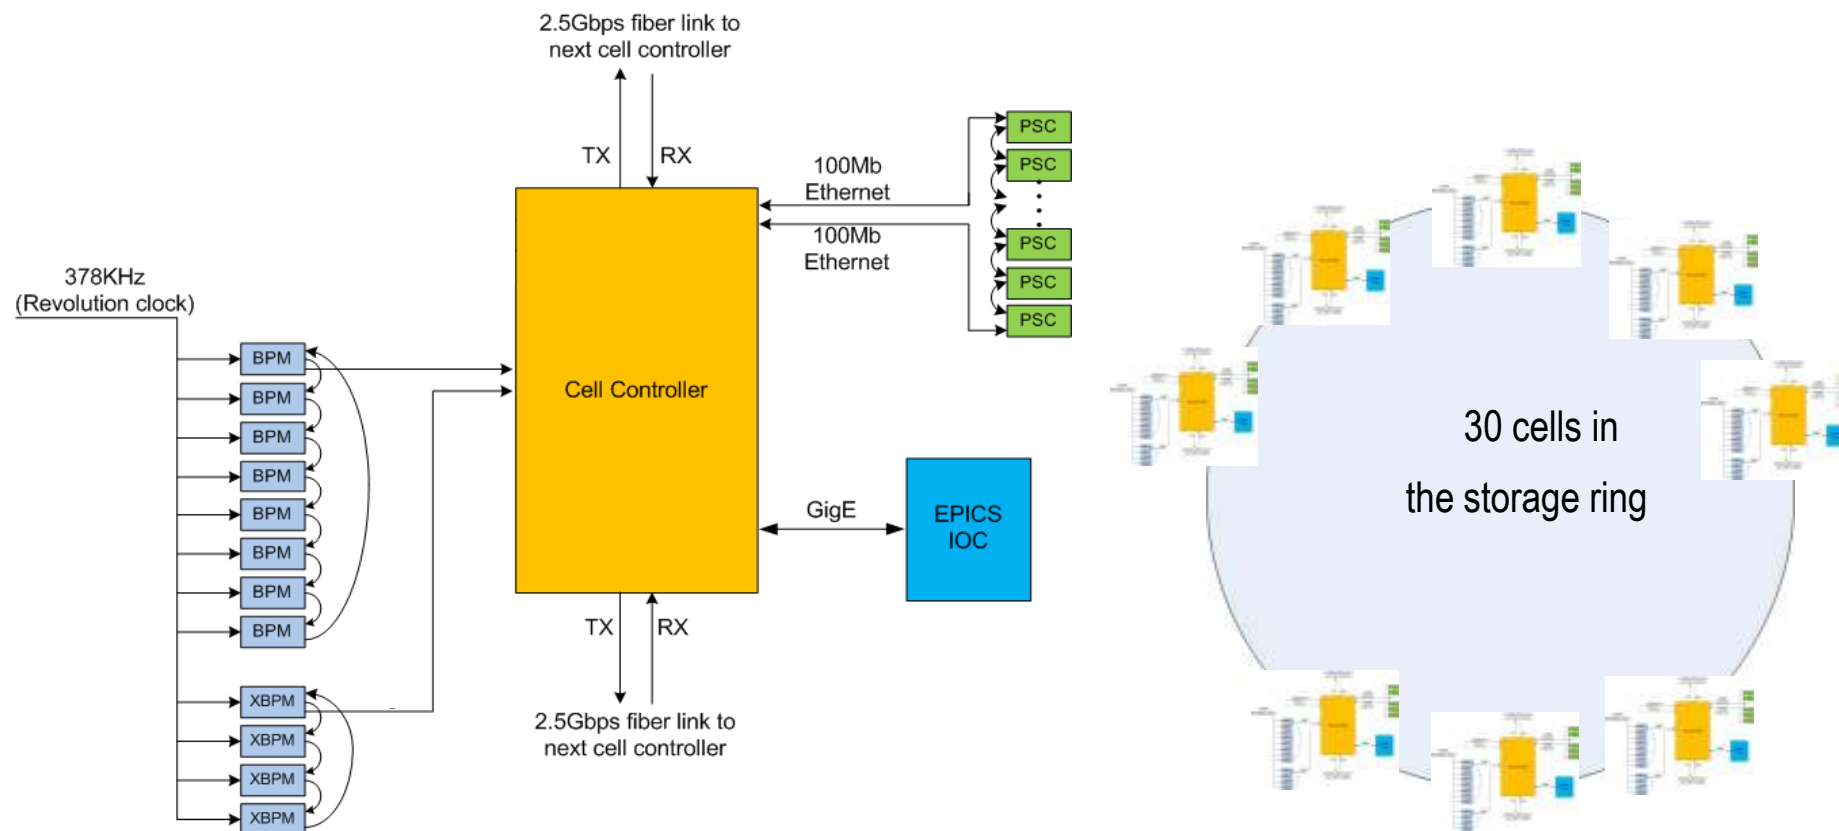 2.5Gbps fiber link to
next cell controller
TX
RX
100Mb
Ethernet
100Mb
Ethernet
PSC
PSC
PSC
PSC
PSC
378KHz
(Revolution clock)
BPM
BPM
BPM
BPM
BPM
BPM
BPM
BPM
XBPM
XBPM
XBPM
XBPM
Cell Controller
GigE
EPICS
IOC
TX
RX
2.5Gbps fiber link to
next cell controller
30 cells in
the storage ring